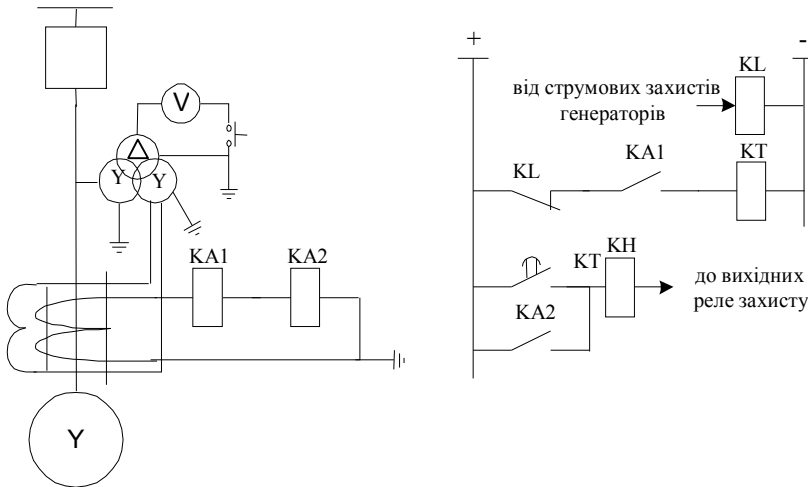 V
Δ
Y Y
KA1 KA2
Y
+ -
KL
від струмових захистів
генераторів
KL KA1 KT
KT KH
до вихідних
реле захисту
KA2